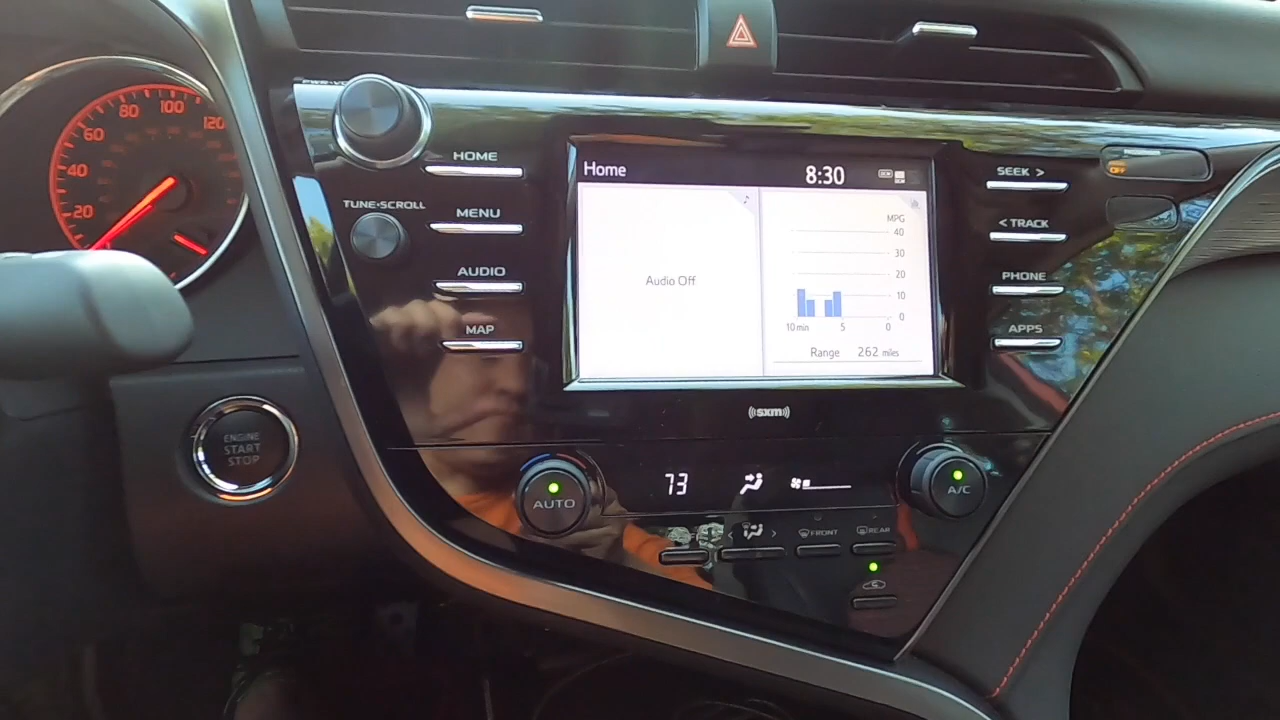 100
80
120
60
40
20
HOME
TUNE•SCROLL
MENU
AUDIO
MAP
Home
8:30
Audio Off
MPG
40
30
20
10
0
10 min
5
0
Range 262 miles
SEEK >
< TRACK
PHONE
APPS
OFF
((sxm))
ENGINE
START
STOP
AUTO
73
A/C
FRONT
REAR